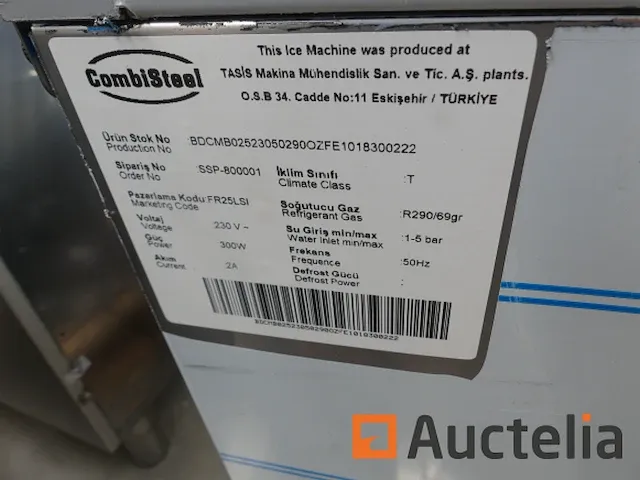 CombiSteel
This Ice Machine was produced at
TASİS Makina Mühendislik San. ve Tic. A.Ş. plants.
O.S.B 34. Cadde No:11 Eskişehir / TÜRKİYE
Ürün Stok No
Production No :BDCMB0252305029OOZFE1018300222
Sipariş No
Order No :SSP-800001
İklim Sınıfı
Climate Class :T
Pazarlama Kodu:FR25LSI
Marketing Code
Soğutucu Gaz
Refrigerant Gas :R290/69gr
Voltaj
Voltage 230 V ~
Su Giriş min/max
Water Inlet min/max :1-5 bar
Güç
Power 300W
Frekans
Frequence :50Hz
Akım
Current 2A
Defrost Gücü
Defrost Power :
BDCMB0252305029OOZFE1018300222
Auctelia